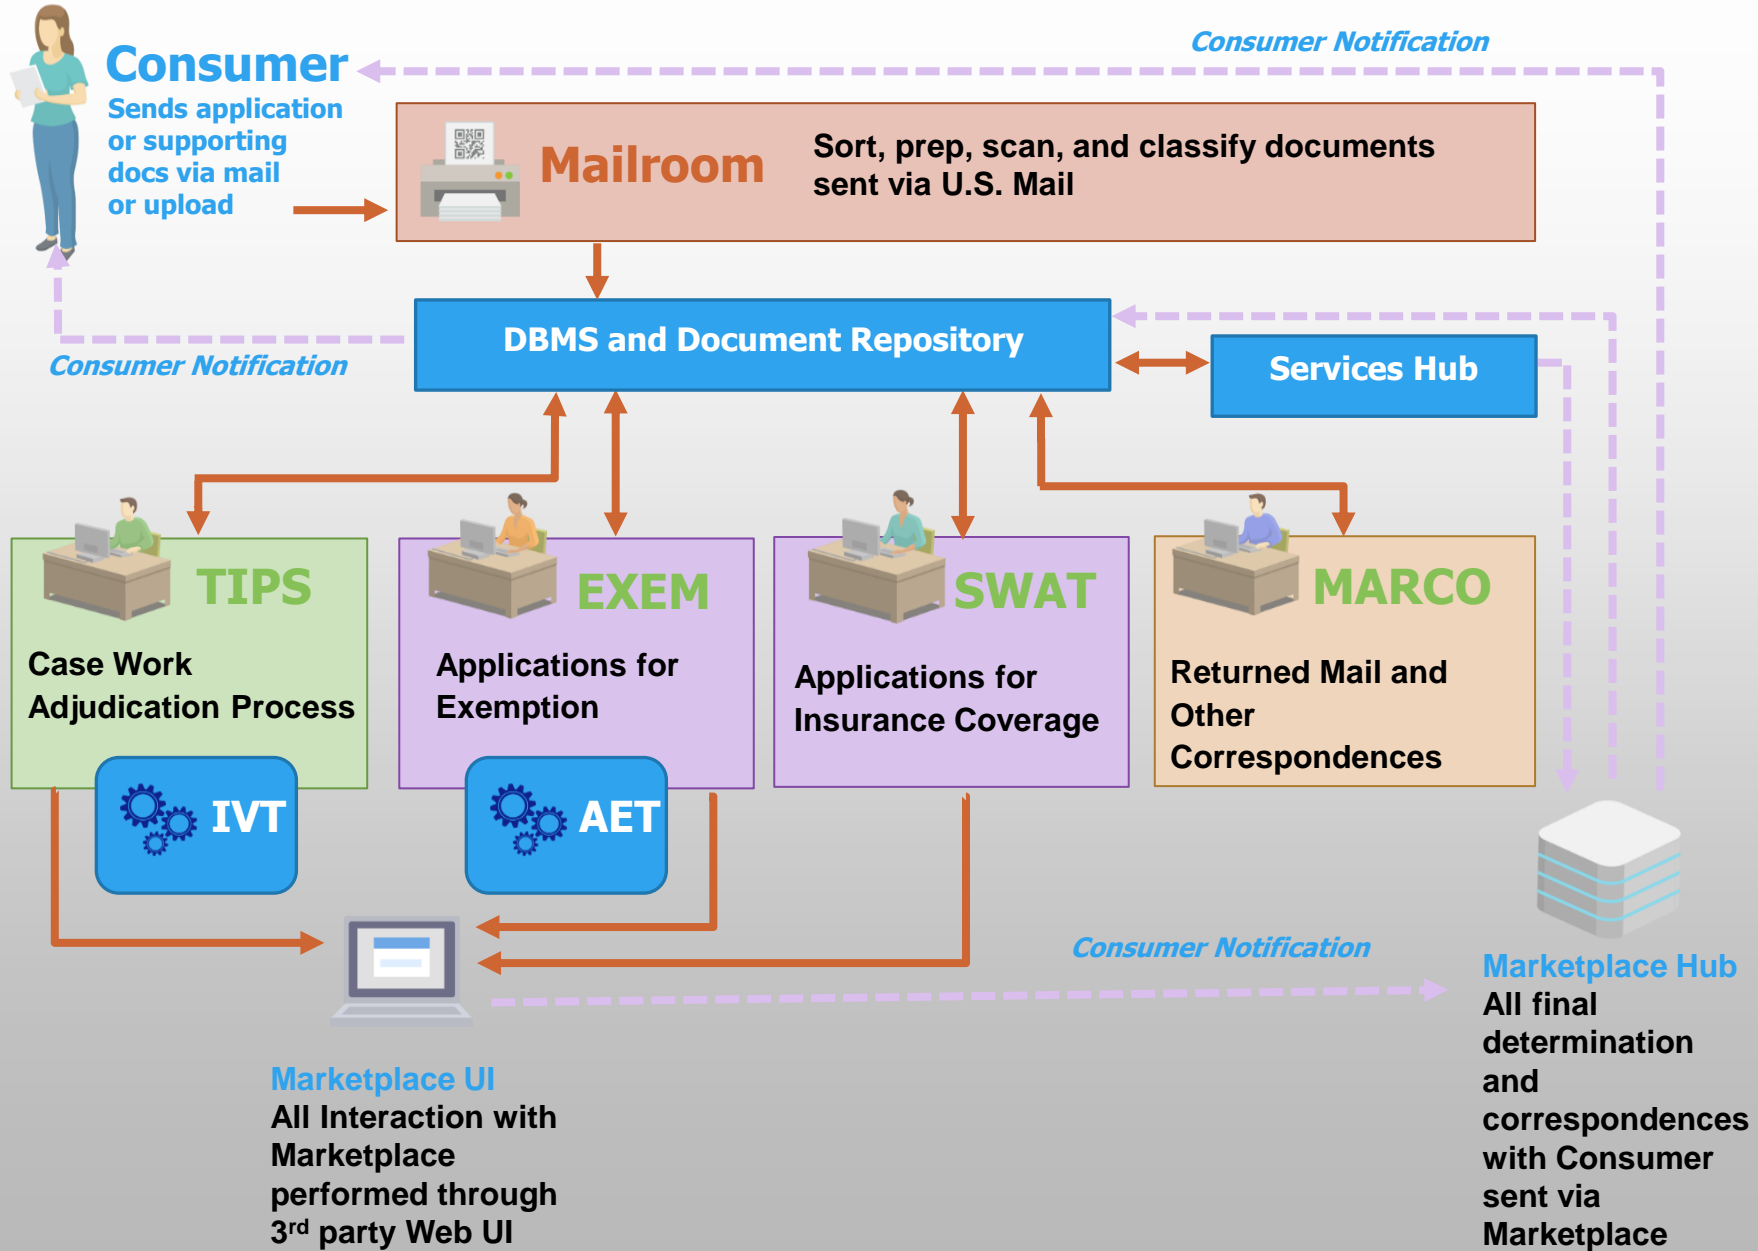 Consumer Notification
Consumer
Sends application
or supporting
docs via mail
or upload
Mailroom
Sort, prep, scan, and classify documents
sent via U.S. Mail
DBMS and Document Repository
Services Hub
Consumer Notification
TIPS
Case Work
Adjudication Process
IVT
EXEM
Applications for
Exemption
AET
SWAT
Applications for
Insurance Coverage
MARCO
Returned Mail and
Other
Correspondences
Consumer Notification
Marketplace UI
All Interaction with
Marketplace
performed through
3rd party Web UI
Marketplace Hub
All final
determination
and
correspondences
with Consumer
sent via
Marketplace